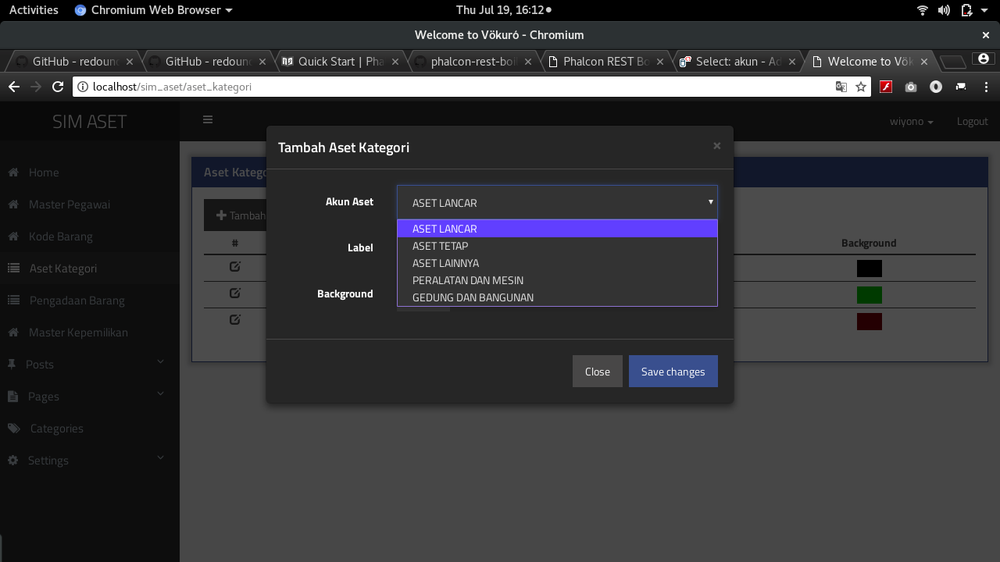 Activities Chromium Web Browser Thu Jul 19, 16:12
Welcome to Vökuró - Chromium
GitHub - redoun GitHub - redoun Quick Start | Pha phalcon-rest-boil Phalcon REST Bo Select: akun - Ad Welcome to Vök
localhost/sim_aset/aset_kategori
SIM ASET
wiyono Logout
Tambah Aset Kategori ×
Home
Aset Katego
Akun Aset ASET LANCAR
Master Pegawai
Tambah
ASET LANCAR
Kode Barang
# Label ASET TETAP Background
Aset Kategori
ASET LAINNYA
PERALATAN DAN MESIN
Background GEDUNG DAN BANGUNAN
Pengadaan Barang
Master Kepemilikan
Posts
Close Save changes
Pages
Categories
Settings